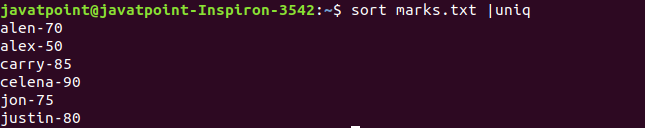 javatpoint@javatpoint-Inspiron-3542:~$ sort marks.txt |uniq
alen-70
alex-50
carry-85
celena-90
jon-75
justin-80